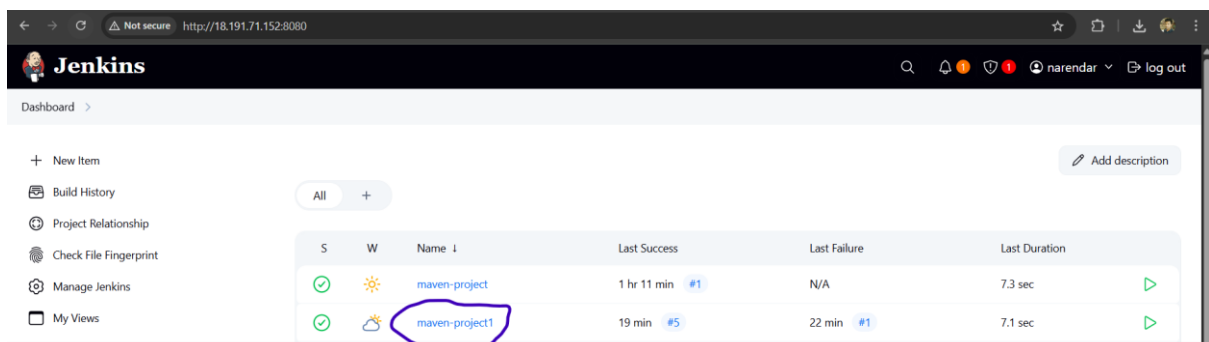 Not secure http://18.191.71.152:8080
Jenkins 1 1 narendar log out
Dashboard >
+ New Item
Add description
Build History
All +
Project Relationship
S W Name ↓ Last Success Last Failure Last Duration
Check File Fingerprint
maven-project 1 hr 11 min #1 N/A 7.3 sec
Manage Jenkins
maven-project1 19 min #5 22 min #1 7.1 sec
My Views